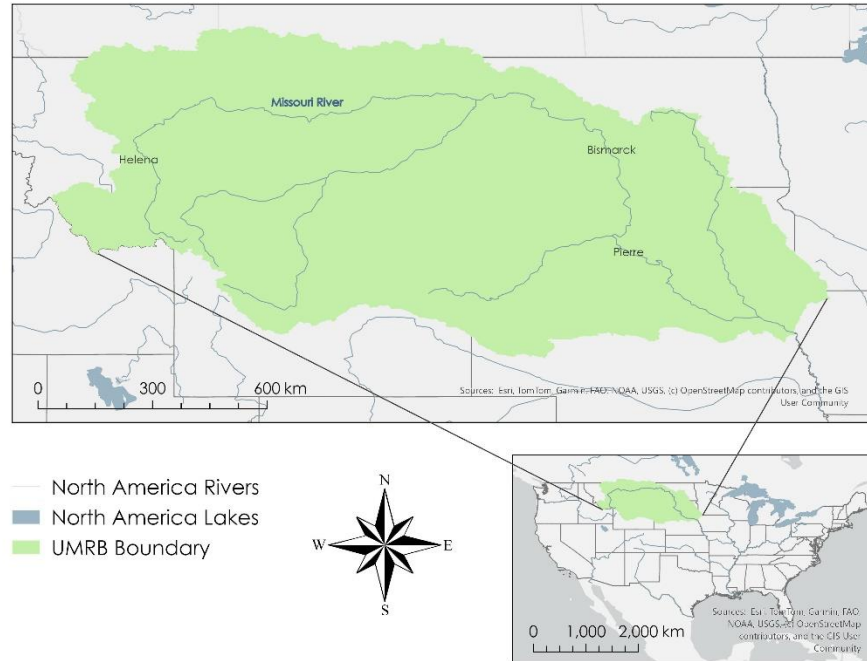 Missouri River
Helena
Bismarck
Pierre
0 300 600 km
Sources: Esri, TomTom, Garmin, FAO, NOAA, USGS, (c) OpenStreetMap contributors, and the GIS
User Community
North America Rivers
North America Lakes
UMRB Boundary
N
W E
S
0 1,000 2,000 km
Sources: Esri, TomTom, Garmin, FAO,
NOAA, USGS, (c) OpenStreetMap
contributors, and the GIS User
Community